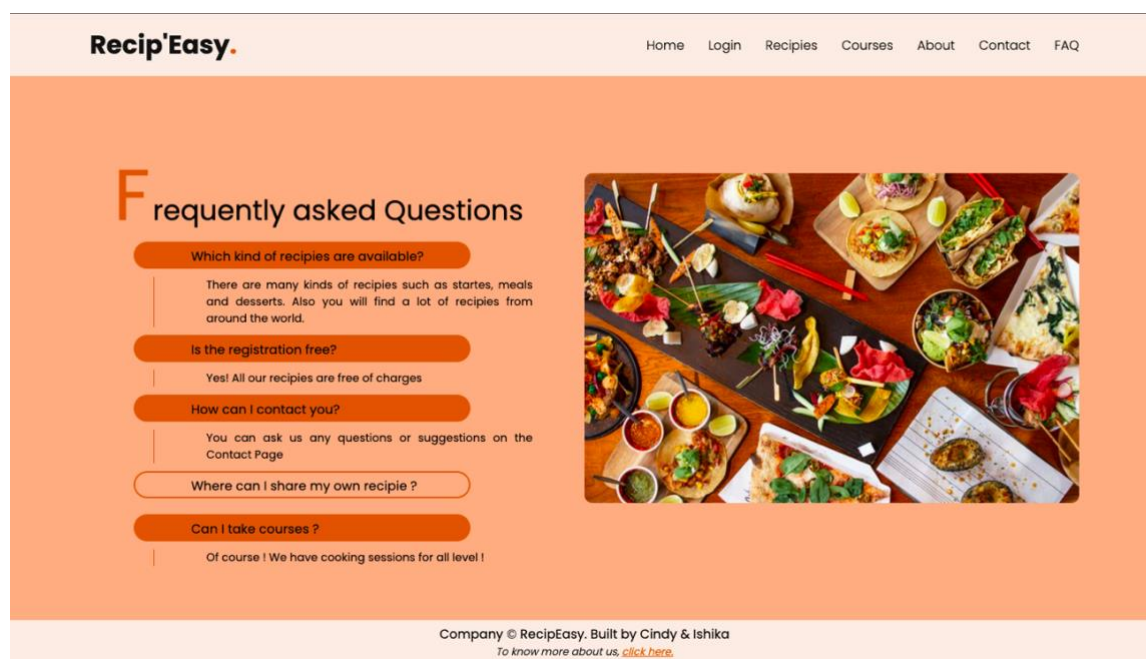 Recip'Easy.
Home Login Recipies Courses About Contact FAQ
Frequently asked Questions
Which kind of recipies are available?
There are many kinds of recipies such as startes, meals
and desserts. Also you will find a lot of recipies from
around the world.
Is the registration free?
Yes! All our recipies are free of charges
How can I contact you?
You can ask us any questions or suggestions on the
Contact Page
Where can I share my own recipie ?
Can I take courses ?
Of course ! We have cooking sessions for all level !
Company © RecipEasy. Built by Cindy & Ishika
To know more about us, click here.